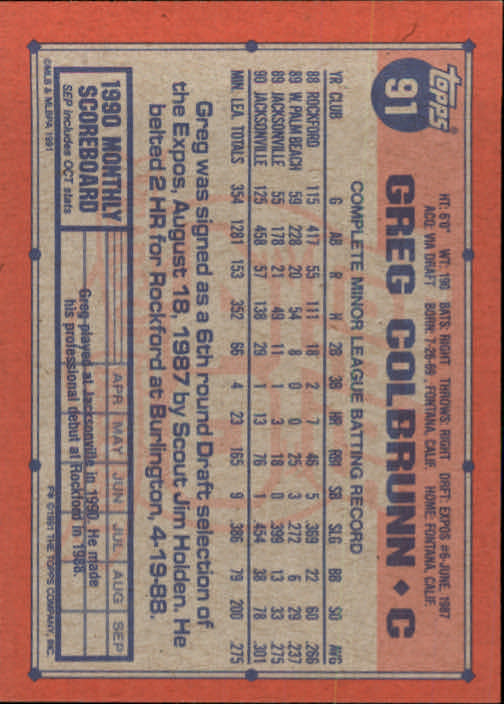 TOPPS
91
GREG COLBRUNN ♦ C
HT: 6'0" WT: 190 BATS: RIGHT THROWS: RIGHT DRFT: EXPOS #6-JUNE, 1987
ACQ: VIA DRAFT BORN: 7-26-69, FONTANA, CALIF. HOME: FONTANA, CALIF.
COMPLETE MINOR LEAGUE BATTING RECORD
YR CLUB G AB R H 2B 3B HR RBI SB SLG BB SO AVG
88 ROCKFORD 115 417 55 111 18 2 7 46 5 .369 22 60 .266
89 W. PALM BEACH 59 228 20 54 8 0 0 25 3 .272 6 29 .237
89 JACKSONVILLE 55 178 21 49 11 1 3 18 0 .399 13 33 .275
90 JACKSONVILLE 125 458 57 138 29 1 13 76 1 .454 38 78 .301
MIN. LEA. TOTALS 354 1281 153 352 66 4 23 165 9 .386 79 200 .275
Greg was signed as a 6th round Draft selection of
the Expos, August 18, 1987 by Scout Jim Holden. He
belted 2 HR for Rockford at Burlington, 4-19-88.
1990 MONTHLY
SCOREBOARD
SEP includes OCT stats
APR MAY JUN JUL AUG SEP
Greg played at Jacksonville in 1990. He made
his professional debut at Rockford in 1988.
©MLB & MLBPA 1991
F* ©1991 THE TOPPS COMPANY, INC.